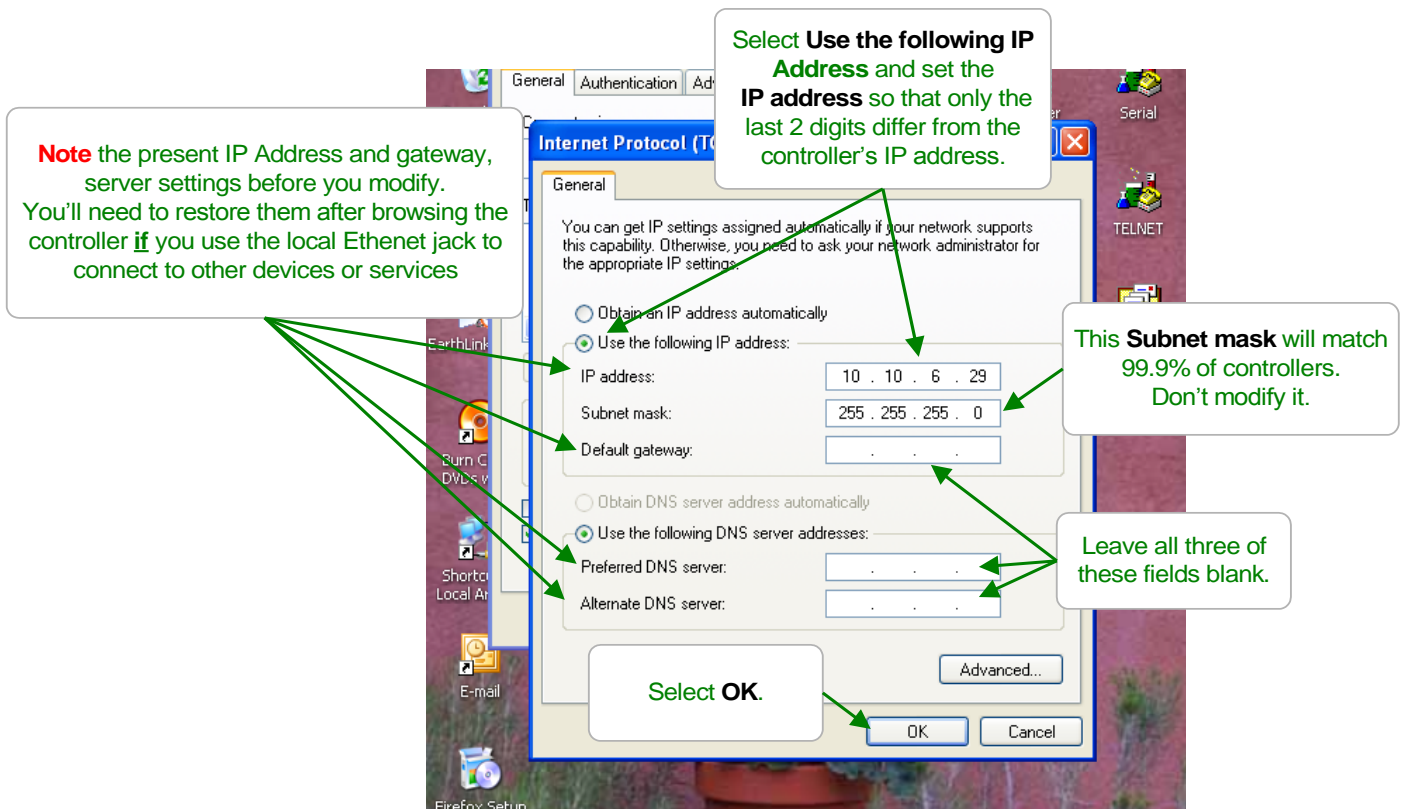 Select Use the following IP
Address and set the
IP address so that only the
last 2 digits differ from the
controller's IP address.
Note the present IP Address and gateway,
server settings before you modify.
You'll need to restore them after browsing the
controller if you use the local Ethenet jack to
connect to other devices or services
General Authentication
Serial
Internet Protocol
General
TELNET
You can get IP settings assigned automatically if your network supports
this capability. Otherwise, you need to ask your network administrator for
the appropriate IP settings.
Obtain an IP address automatically
Use the following IP address:
EarthLink
IP address: 10 . 10 . 6 . 29
Subnet mask: 255 . 255 . 255 . 0
Default gateway: . . .
This Subnet mask will match
99.9% of controllers.
Don't modify it.
Burn
DVDs
Obtain DNS server address automatically
Use the following DNS server addresses:
Preferred DNS server: . . .
Alternate DNS server: . . .
Leave all three of
these fields blank.
Local
Advanced...
Select OK.
E-mail
OK Cancel
Firefox Setup